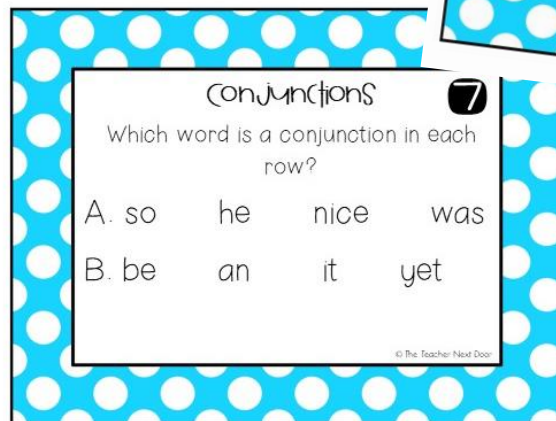 Conjunctions 7
Which word is a conjunction in each
row?
A. so he nice was
B. be an it yet
© The Teacher Next Door